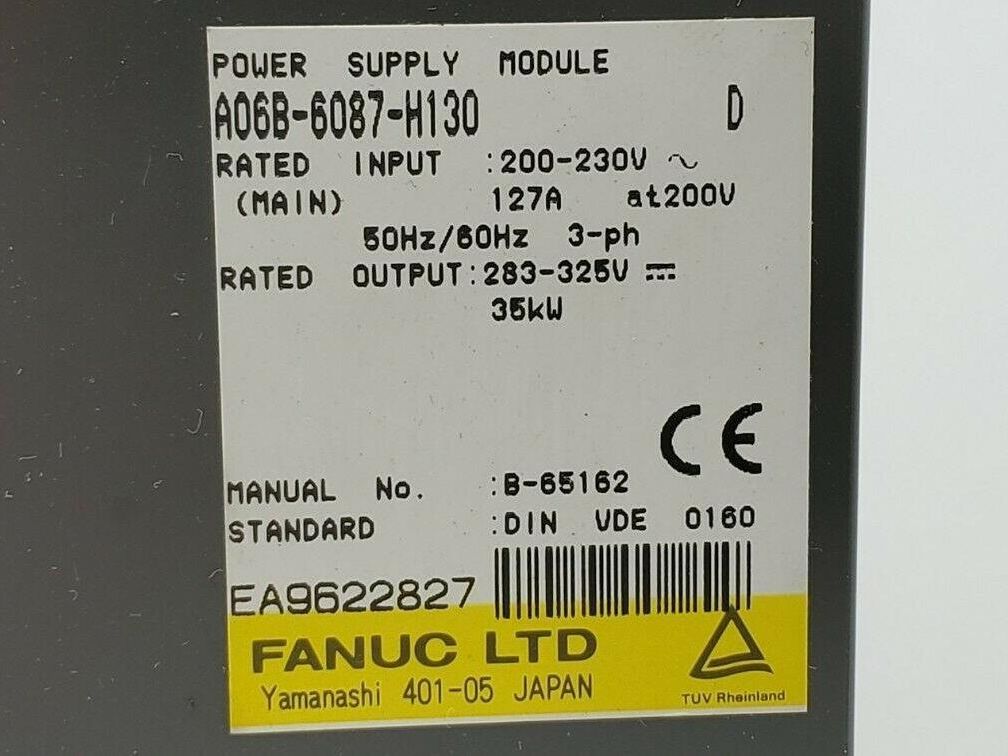 POWER SUPPLY MODULE
A06B-6087-H130 D
RATED INPUT :200-230V ~
(MAIN) 127A at200V
50Hz/60Hz 3-ph
RATED OUTPUT:283-325V ⎓
35kW
CE
MANUAL No. :B-65162
STANDARD :DIN VDE 0160
EA9622827
FANUC LTD
Yamanashi 401-05 JAPAN
TUV Rheinland